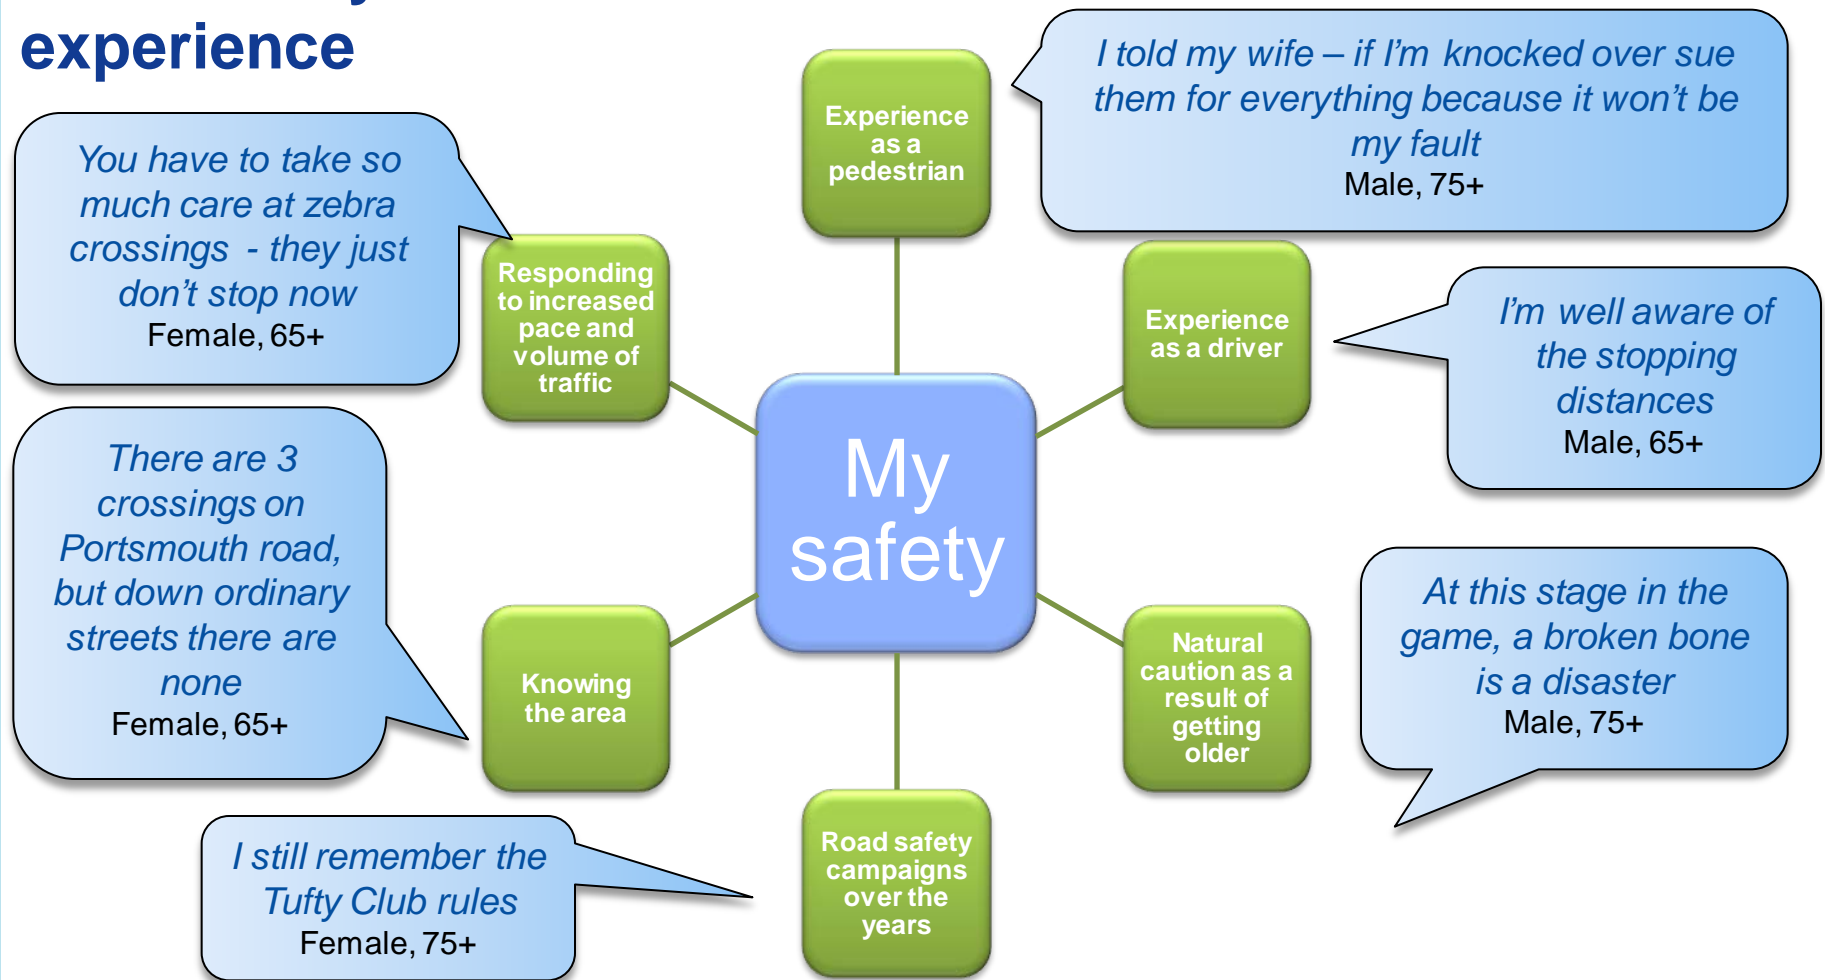 experience
Experience
as a
pedestrian
I told my wife – if I'm knocked over sue
them for everything because it won't be
my fault
Male, 75+
You have to take so
much care at zebra
crossings - they just
don't stop now
Female, 65+
Responding
to increased
pace and
volume of
traffic
Experience
as a driver
I'm well aware of
the stopping
distances
Male, 65+
My
safety
There are 3
crossings on
Portsmouth road,
but down ordinary
streets there are
none
Female, 65+
Knowing
the area
Natural
caution as a
result of
getting
older
At this stage in the
game, a broken bone
is a disaster
Male, 75+
Road safety
campaigns
over the
years
I still remember the
Tufty Club rules
Female, 75+